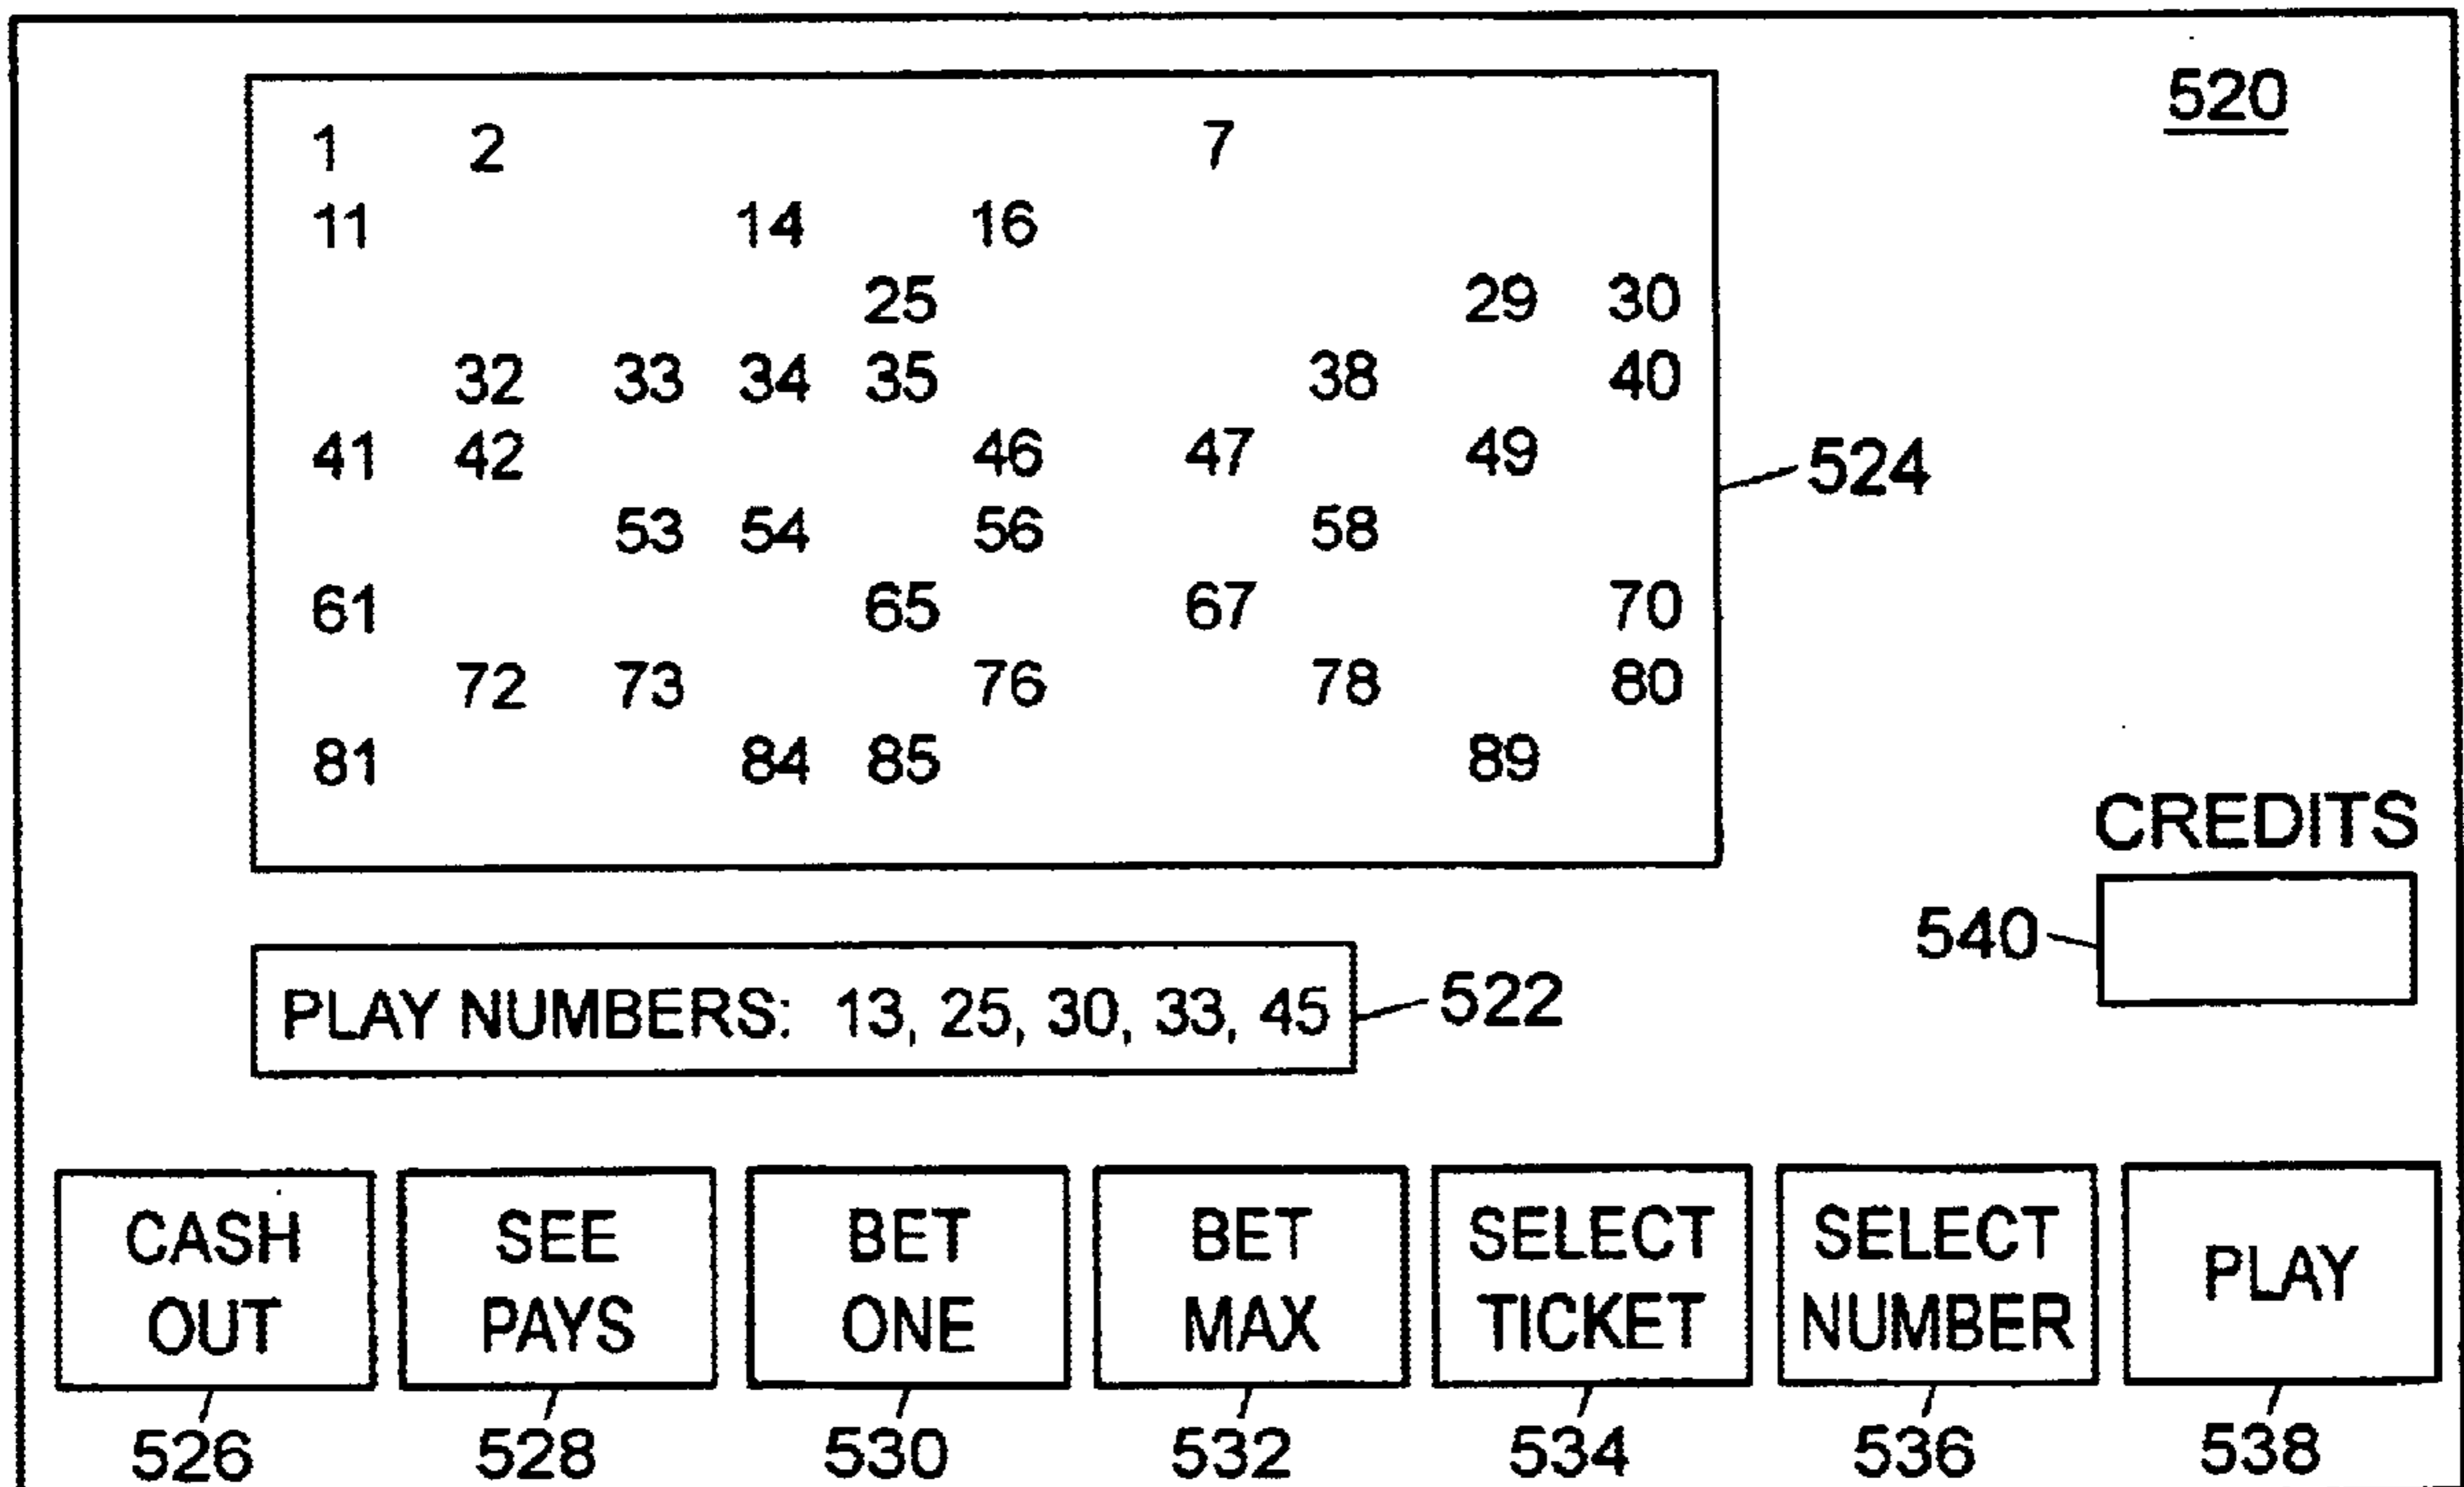 520
1 2 7
11 14 16
25 29 30
32 33 34 35 38 40
41 42 46 47 49
524
53 54 56 58
61 65 67 70
72 73 76 78 80
81 84 85 89
CREDITS
540
PLAY NUMBERS: 13, 25, 30, 33, 45
522
CASH
OUT
SEE
PAYS
BET
ONE
BET
MAX
SELECT
TICKET
SELECT
NUMBER
PLAY
526 528 530 532 534 536 538